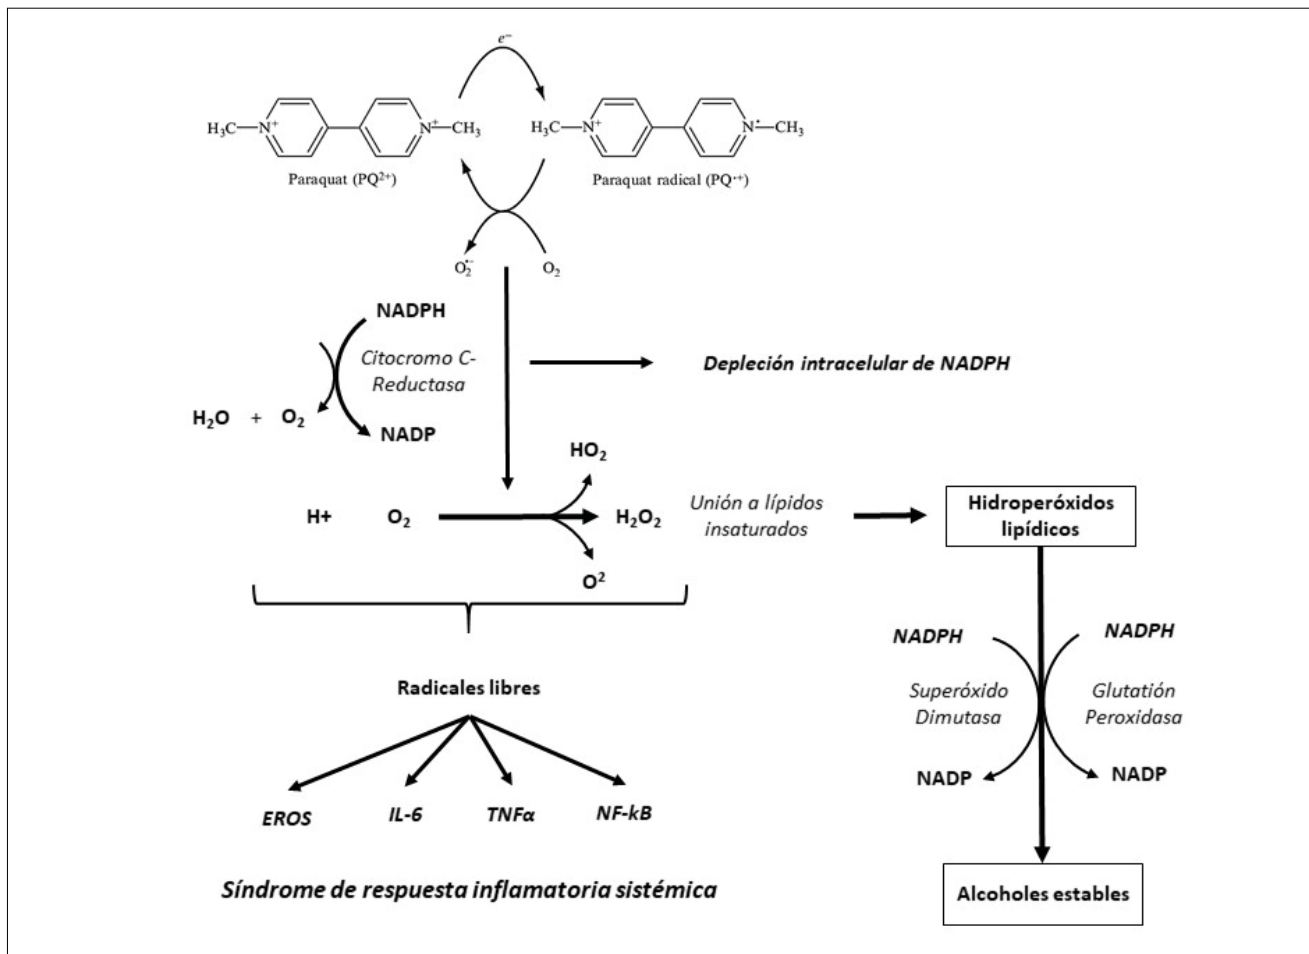 e⁻
H₃C—N⁺
N⁺—CH₃
H₃C—N⁺
N•—CH₃
Paraquat (PQ²⁺)
Paraquat radical (PQ•⁺)
O₂•⁻
O₂
NADPH
Citocromo C-
Reductasa
Depleción intracelular de NADPH
H₂O + O₂
NADP
HO₂
H+
O₂
H₂O₂
Unión a lípidos
insaturados
Hidroperóxidos
lipídicos
O²
NADPH
NADPH
Radicales libres
Superóxido
Dimutasa
Glutatión
Peroxidasa
NADP
NADP
EROS
IL-6
TNFα
NF-kB
Síndrome de respuesta inflamatoria sistémica
Alcoholes estables